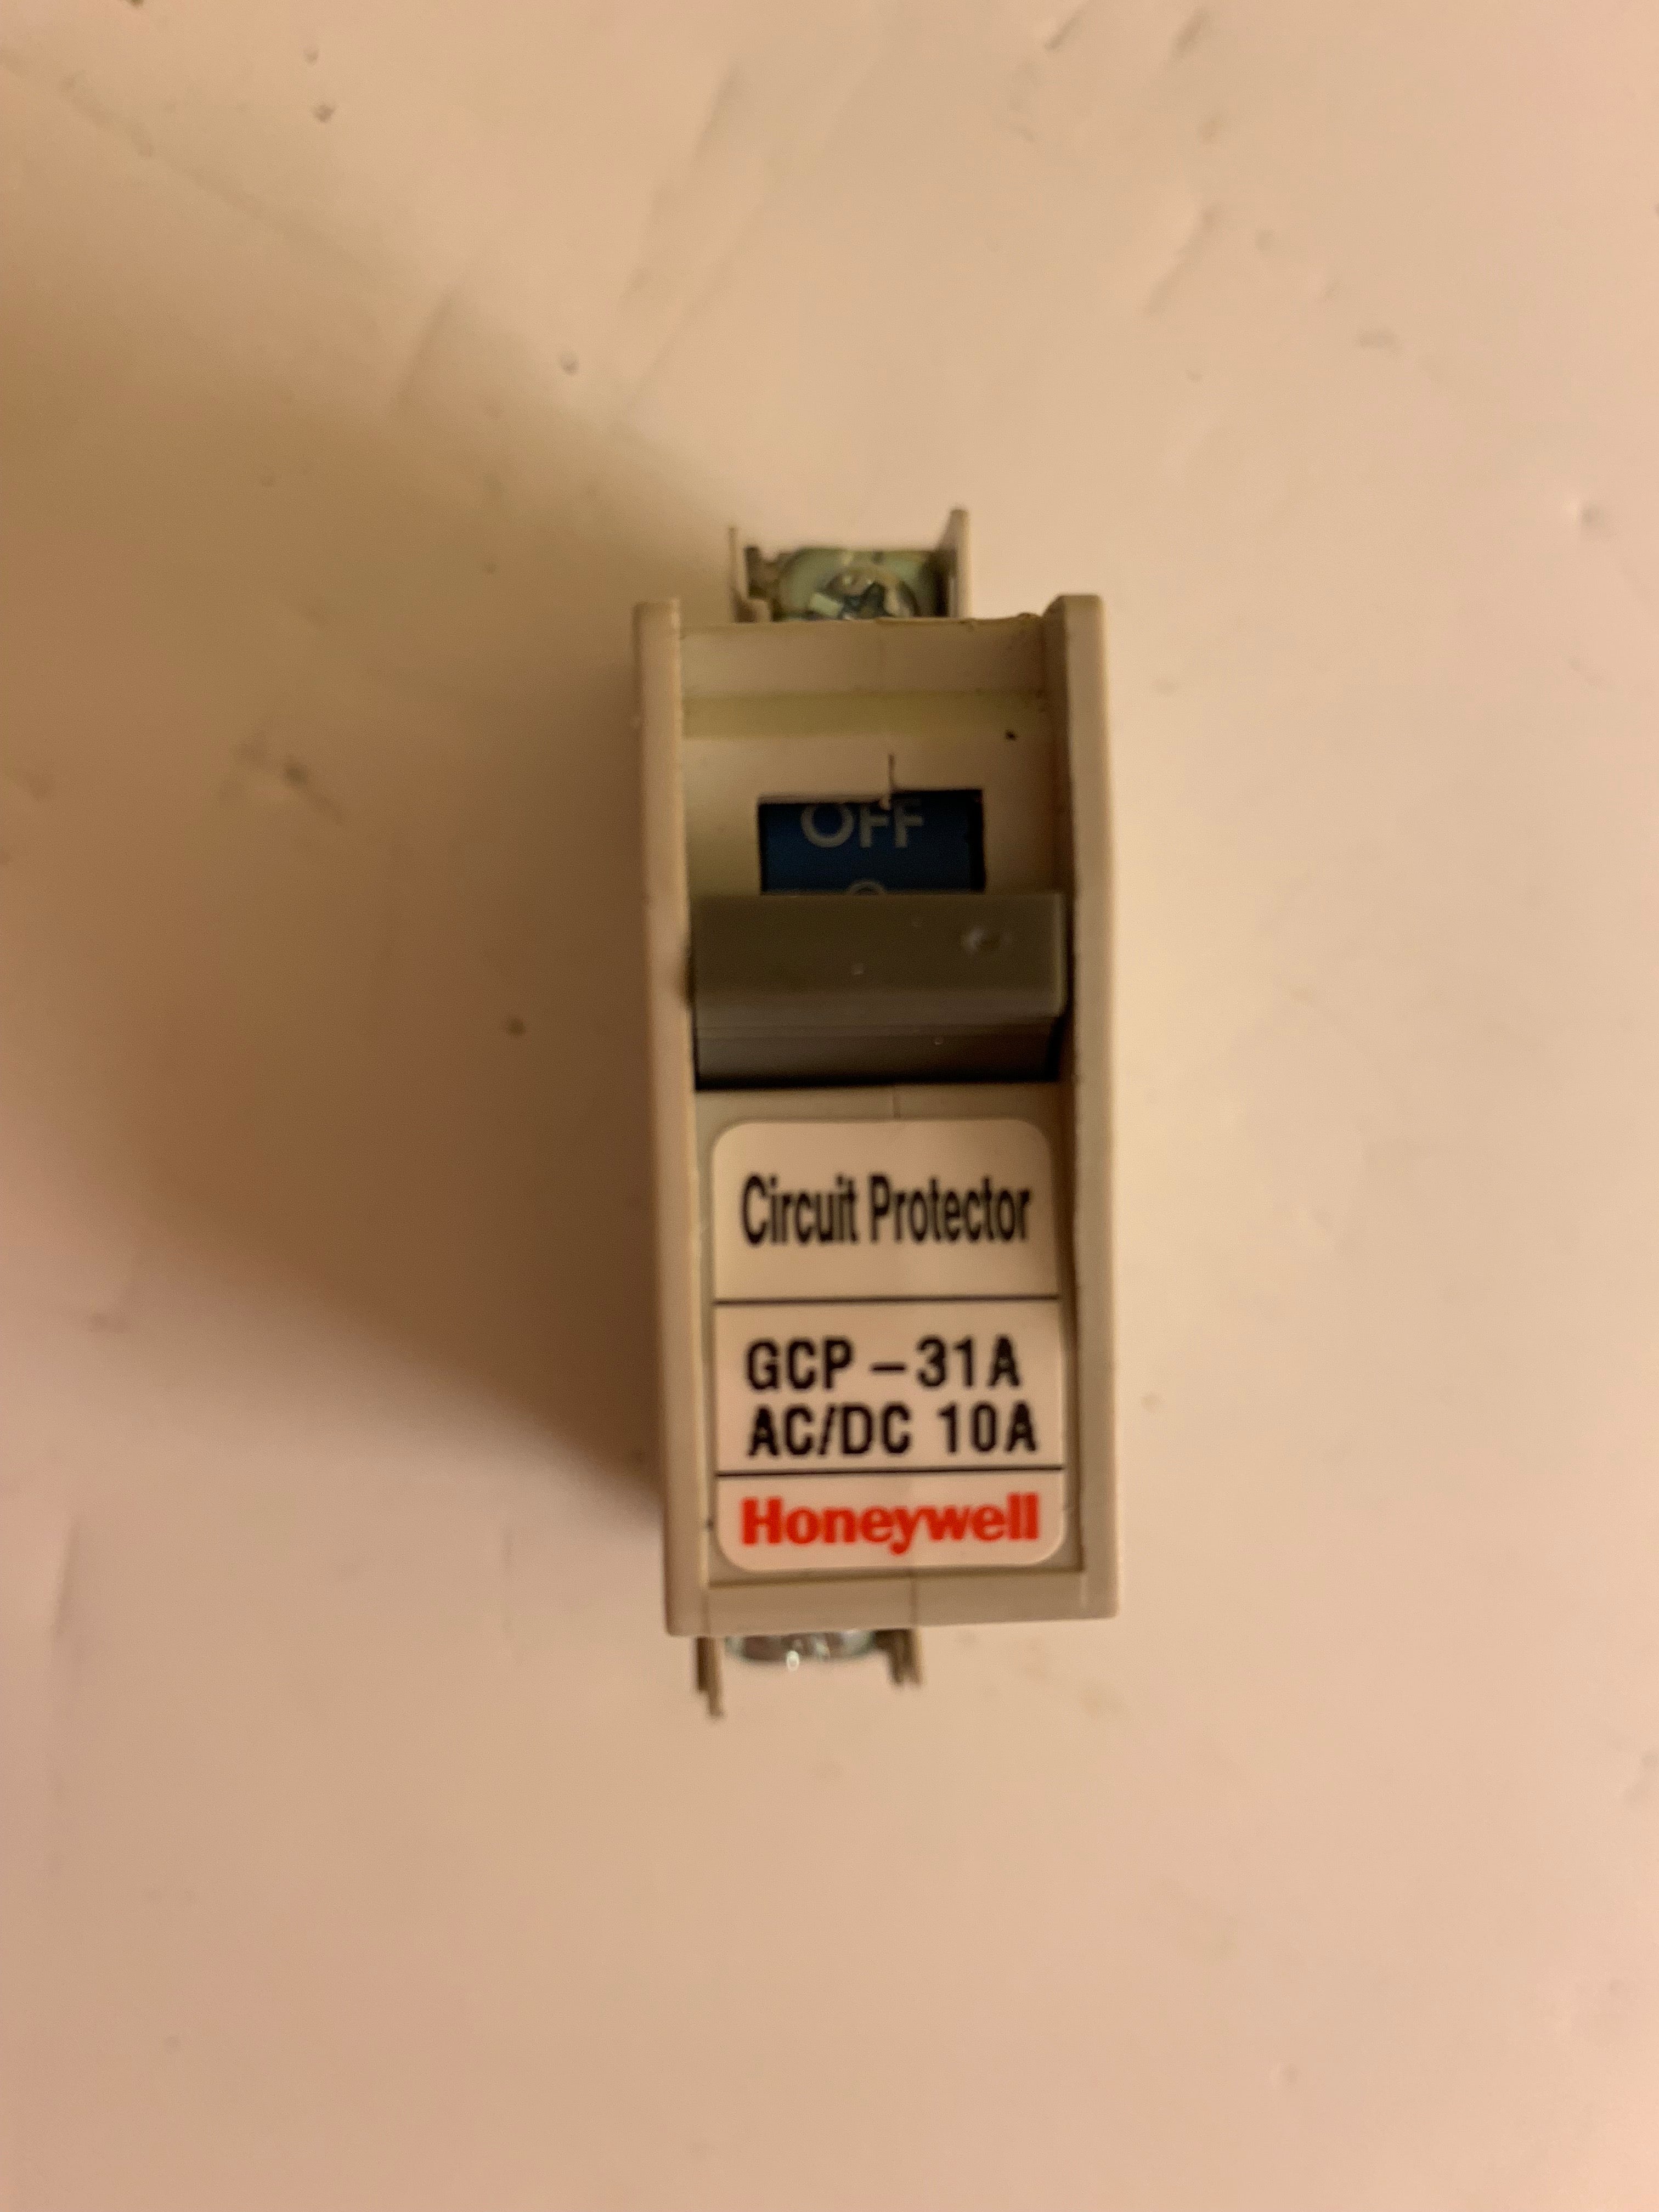 OFF
Circuit Protector
GCP-31A
AC/DC 10A
Honeywell